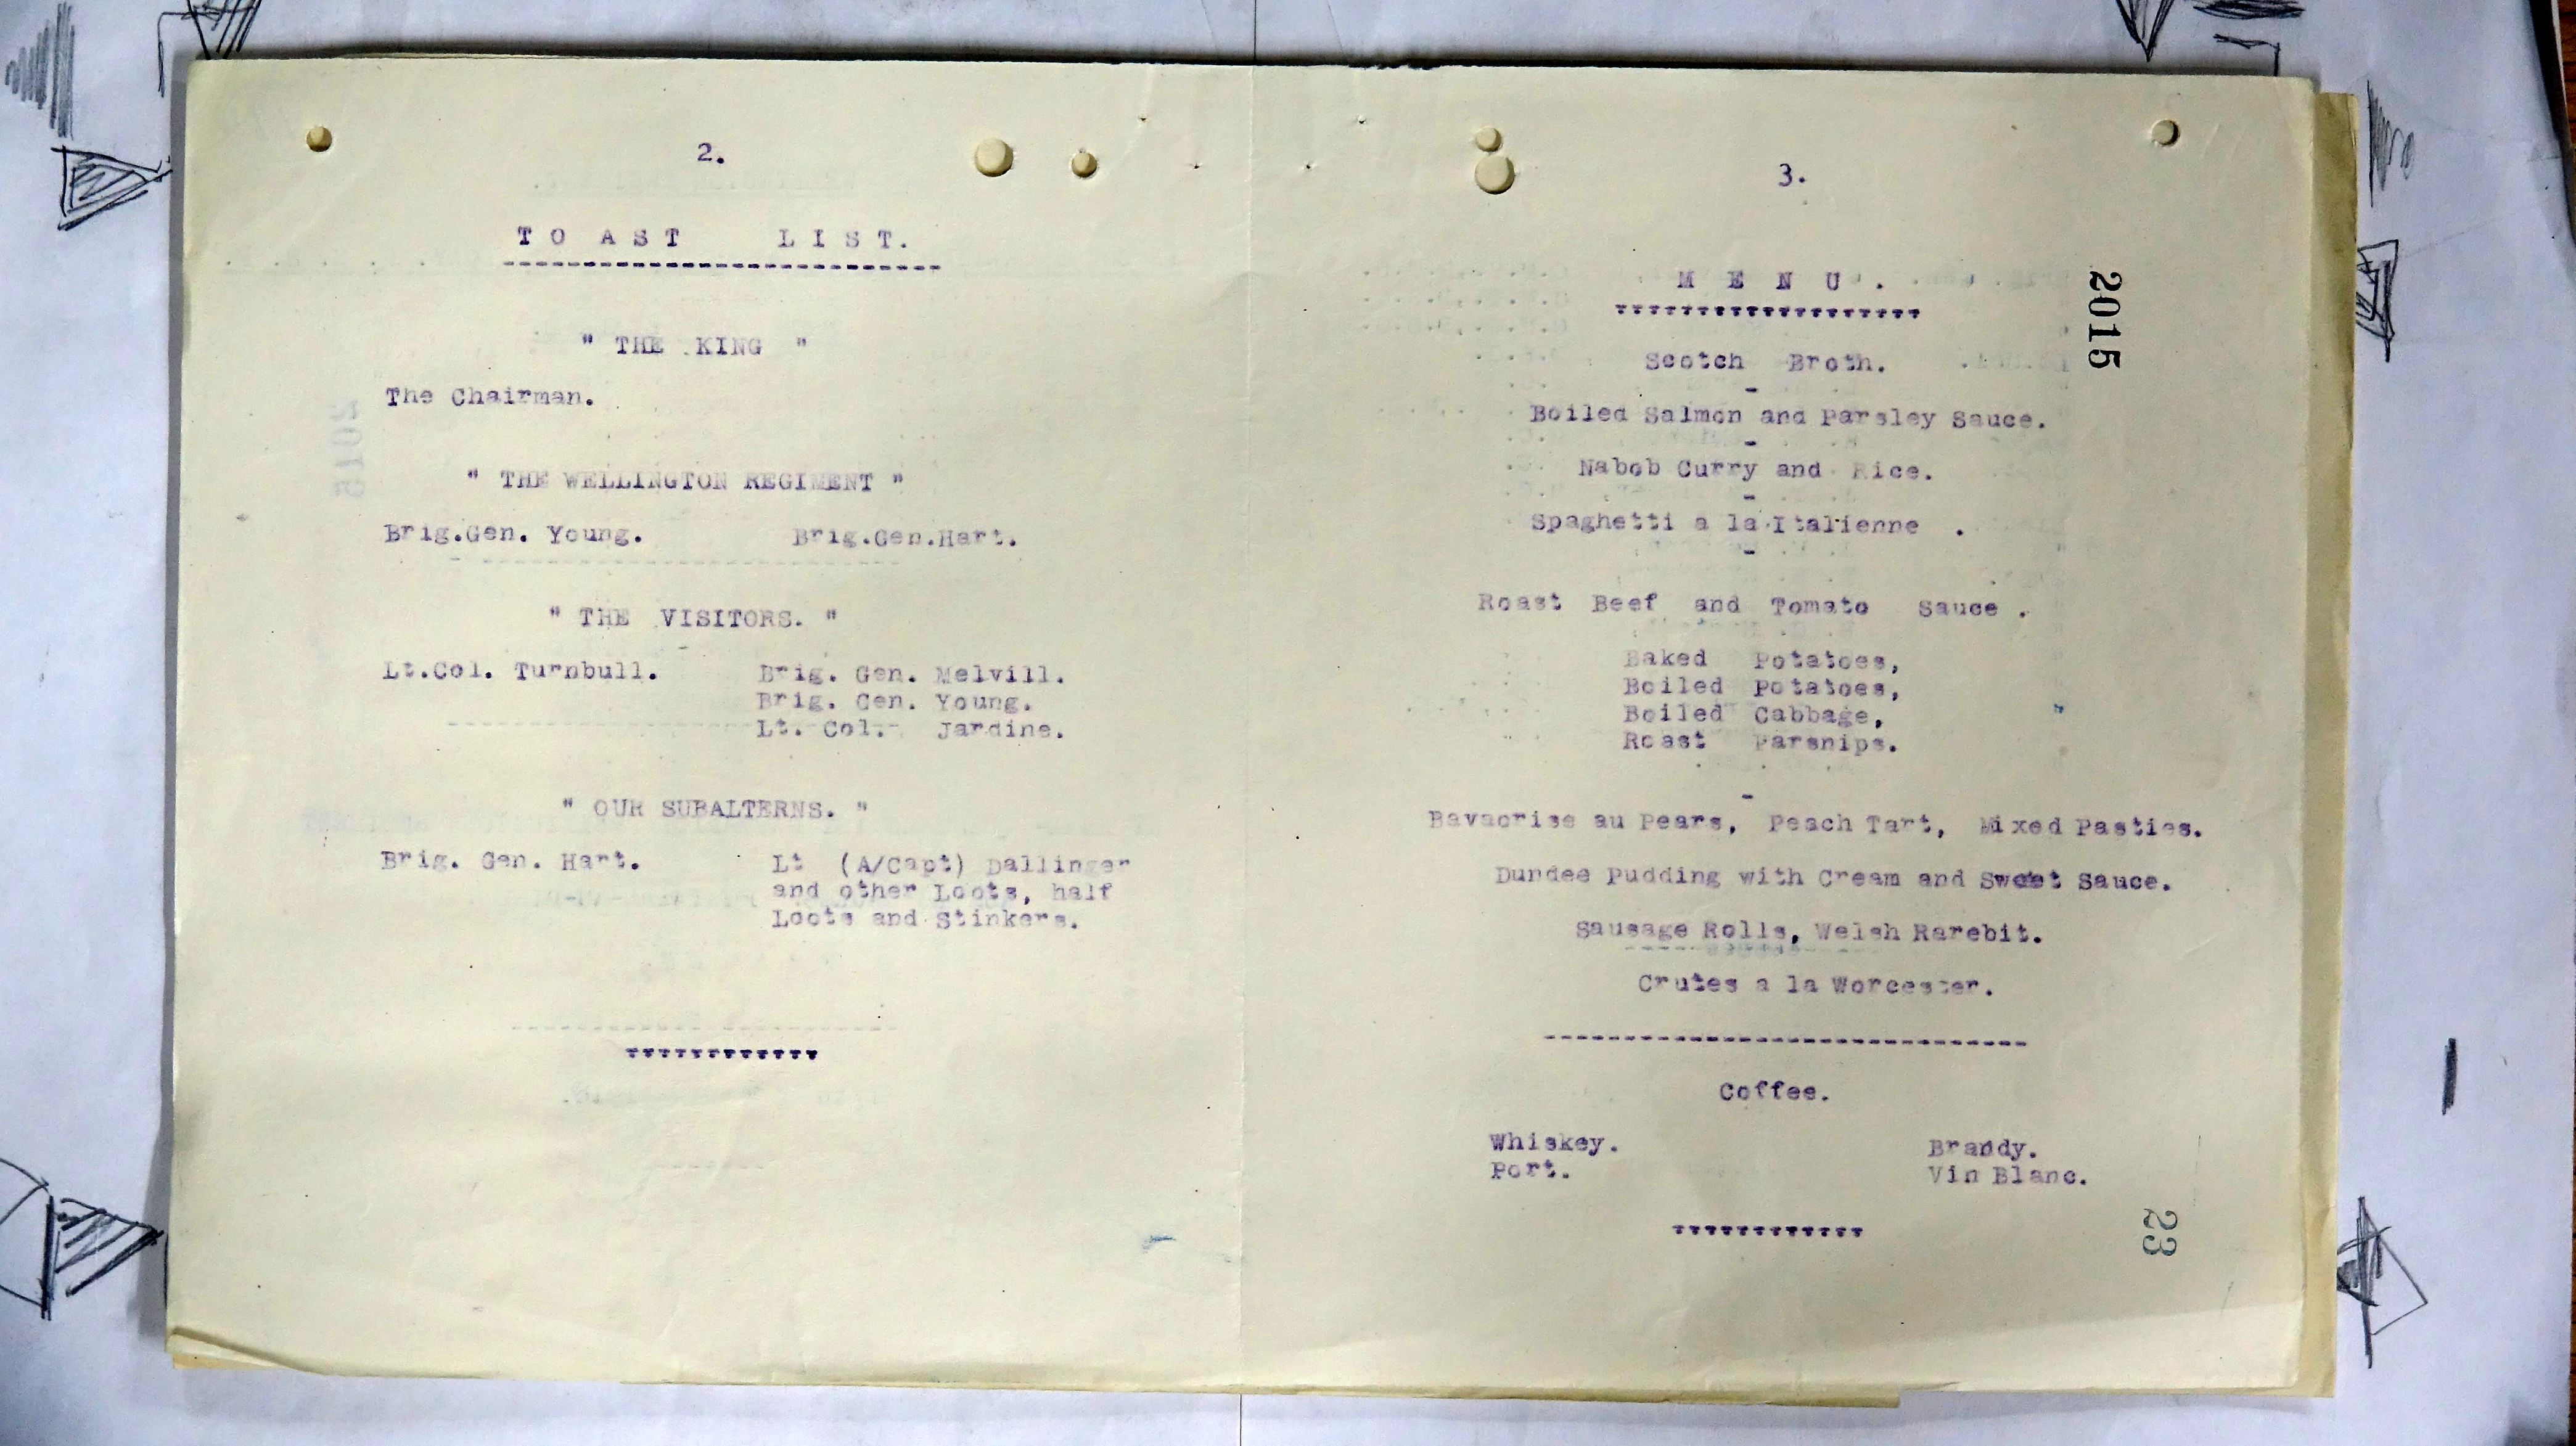 2.
TOAST LIST.
" THE KING "
The Chairman.
" THE WELLINGTON REGIMENT "
Brig.Gen. Young. Brig.Gen.Hart.
" THE VISITORS. "
Lt.Col. Turnbull. Brig. Gen. Melvill.
Brig. Gen. Young.
Lt. Col. Jardine.
" OUR SUBALTERNS. "
Brig. Gen. Hart. Lt (A/Capt) Dallinger
and other Loots, half
Loots and Stinkers.
3.
MENU.
2015
Scotch Broth.
Boiled Salmon and Parsley Sauce.
Nabob Curry and Rice.
Spaghetti a la Italienne .
Roast Beef and Tomato Sauce .
Baked Potatoes,
Boiled Potatoes,
Boiled Cabbage,
Roast Parsnips.
Bavacrise au Pears, Peach Tart, Mixed Pasties.
Dundee Pudding with Cream and Sweet Sauce.
Sausage Rolls, Welsh Rarebit.
Crutes a la Worcester.
Coffee.
Whiskey. Brandy.
Port. Vin Blanc.
23